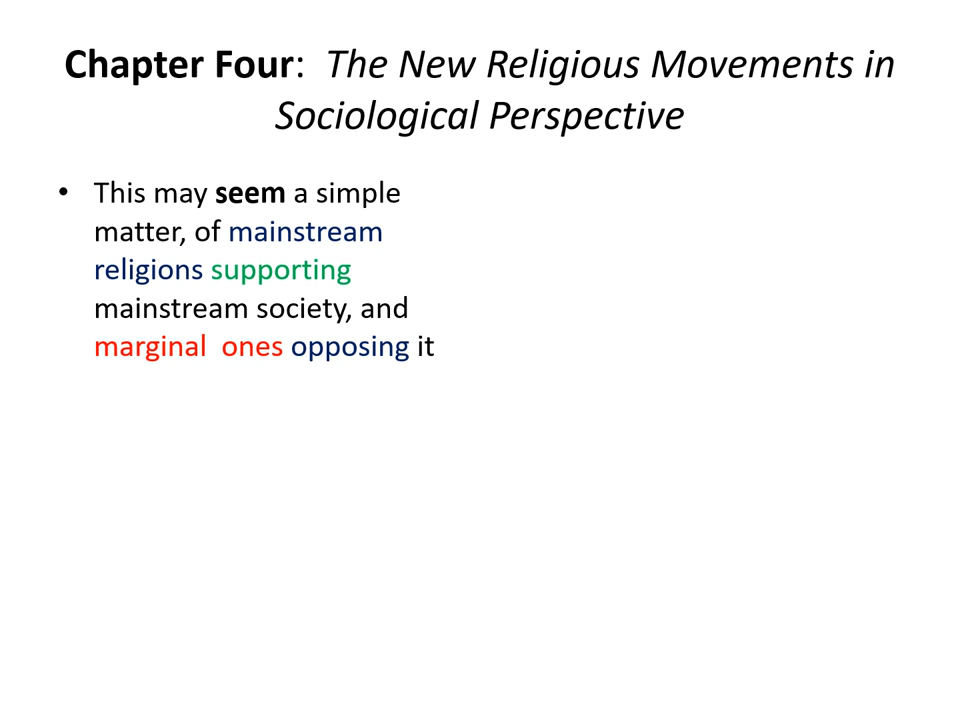 Chapter Four:  The New Religious Movements in
Sociological Perspective
• This may seem a simple
matter, of mainstream
religions supporting
mainstream society, and
marginal  ones opposing it